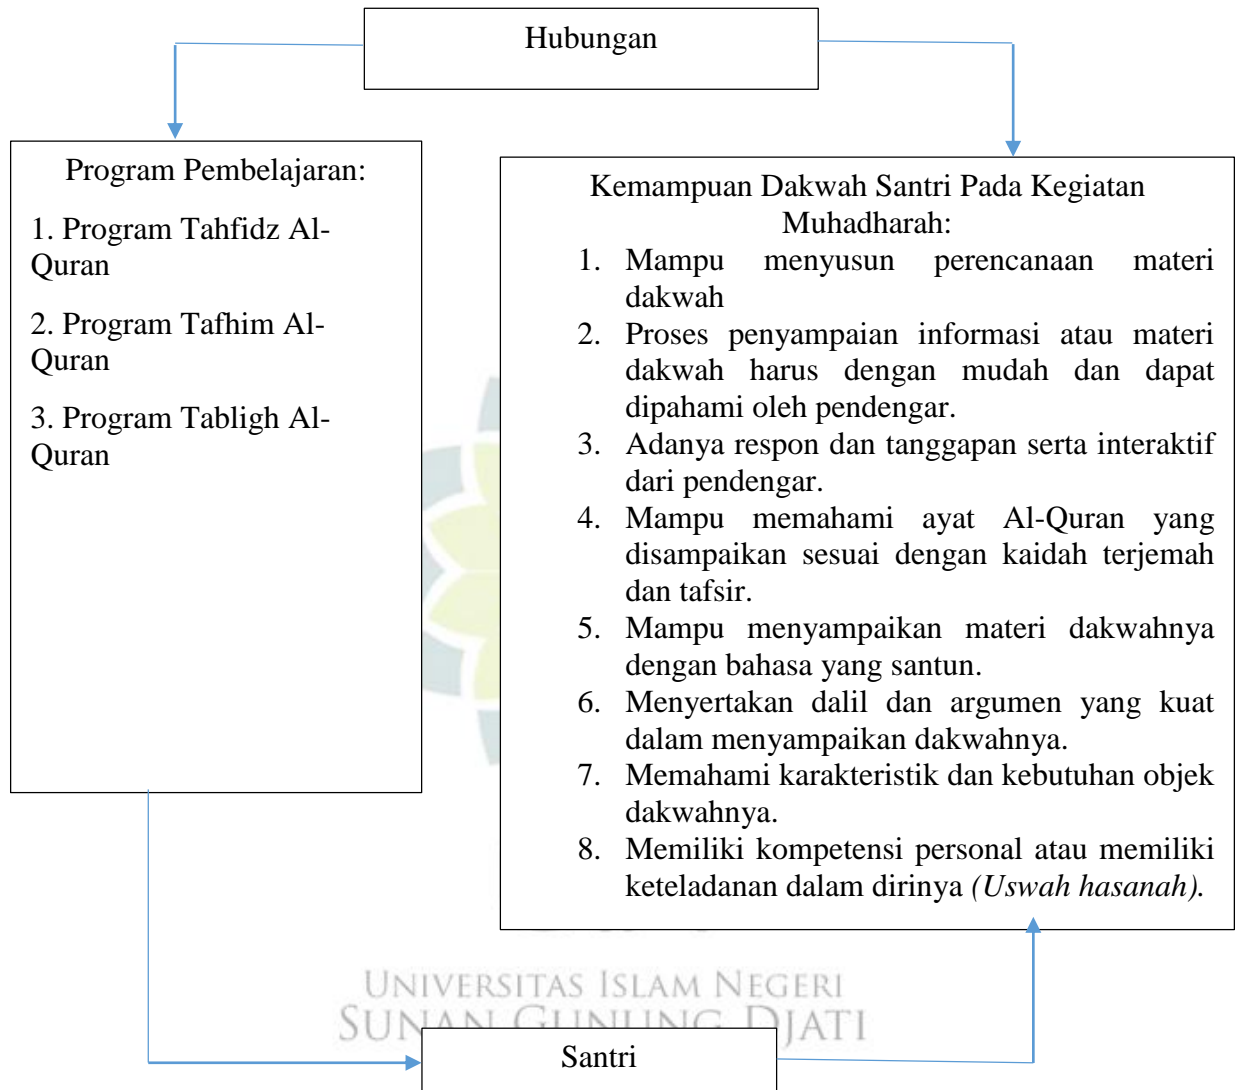 Hubungan
Program Pembelajaran:
1. Program Tahfidz Al-
Quran
2. Program Tafhim Al-
Quran
3. Program Tabligh Al-
Quran
Kemampuan Dakwah Santri Pada Kegiatan
Muhadharah:
1. Mampu menyusun perencanaan materi
dakwah
2. Proses penyampaian informasi atau materi
dakwah harus dengan mudah dan dapat
dipahami oleh pendengar.
3. Adanya respon dan tanggapan serta interaktif
dari pendengar.
4. Mampu memahami ayat Al-Quran yang
disampaikan sesuai dengan kaidah terjemah
dan tafsir.
5. Mampu menyampaikan materi dakwahnya
dengan bahasa yang santun.
6. Menyertakan dalil dan argumen yang kuat
dalam menyampaikan dakwahnya.
7. Memahami karakteristik dan kebutuhan objek
dakwahnya.
8. Memiliki kompetensi personal atau memiliki
keteladanan dalam dirinya (Uswah hasanah).
UNIVERSITAS ISLAM NEGERI
SUNAN GUNUNG DJATI
Santri